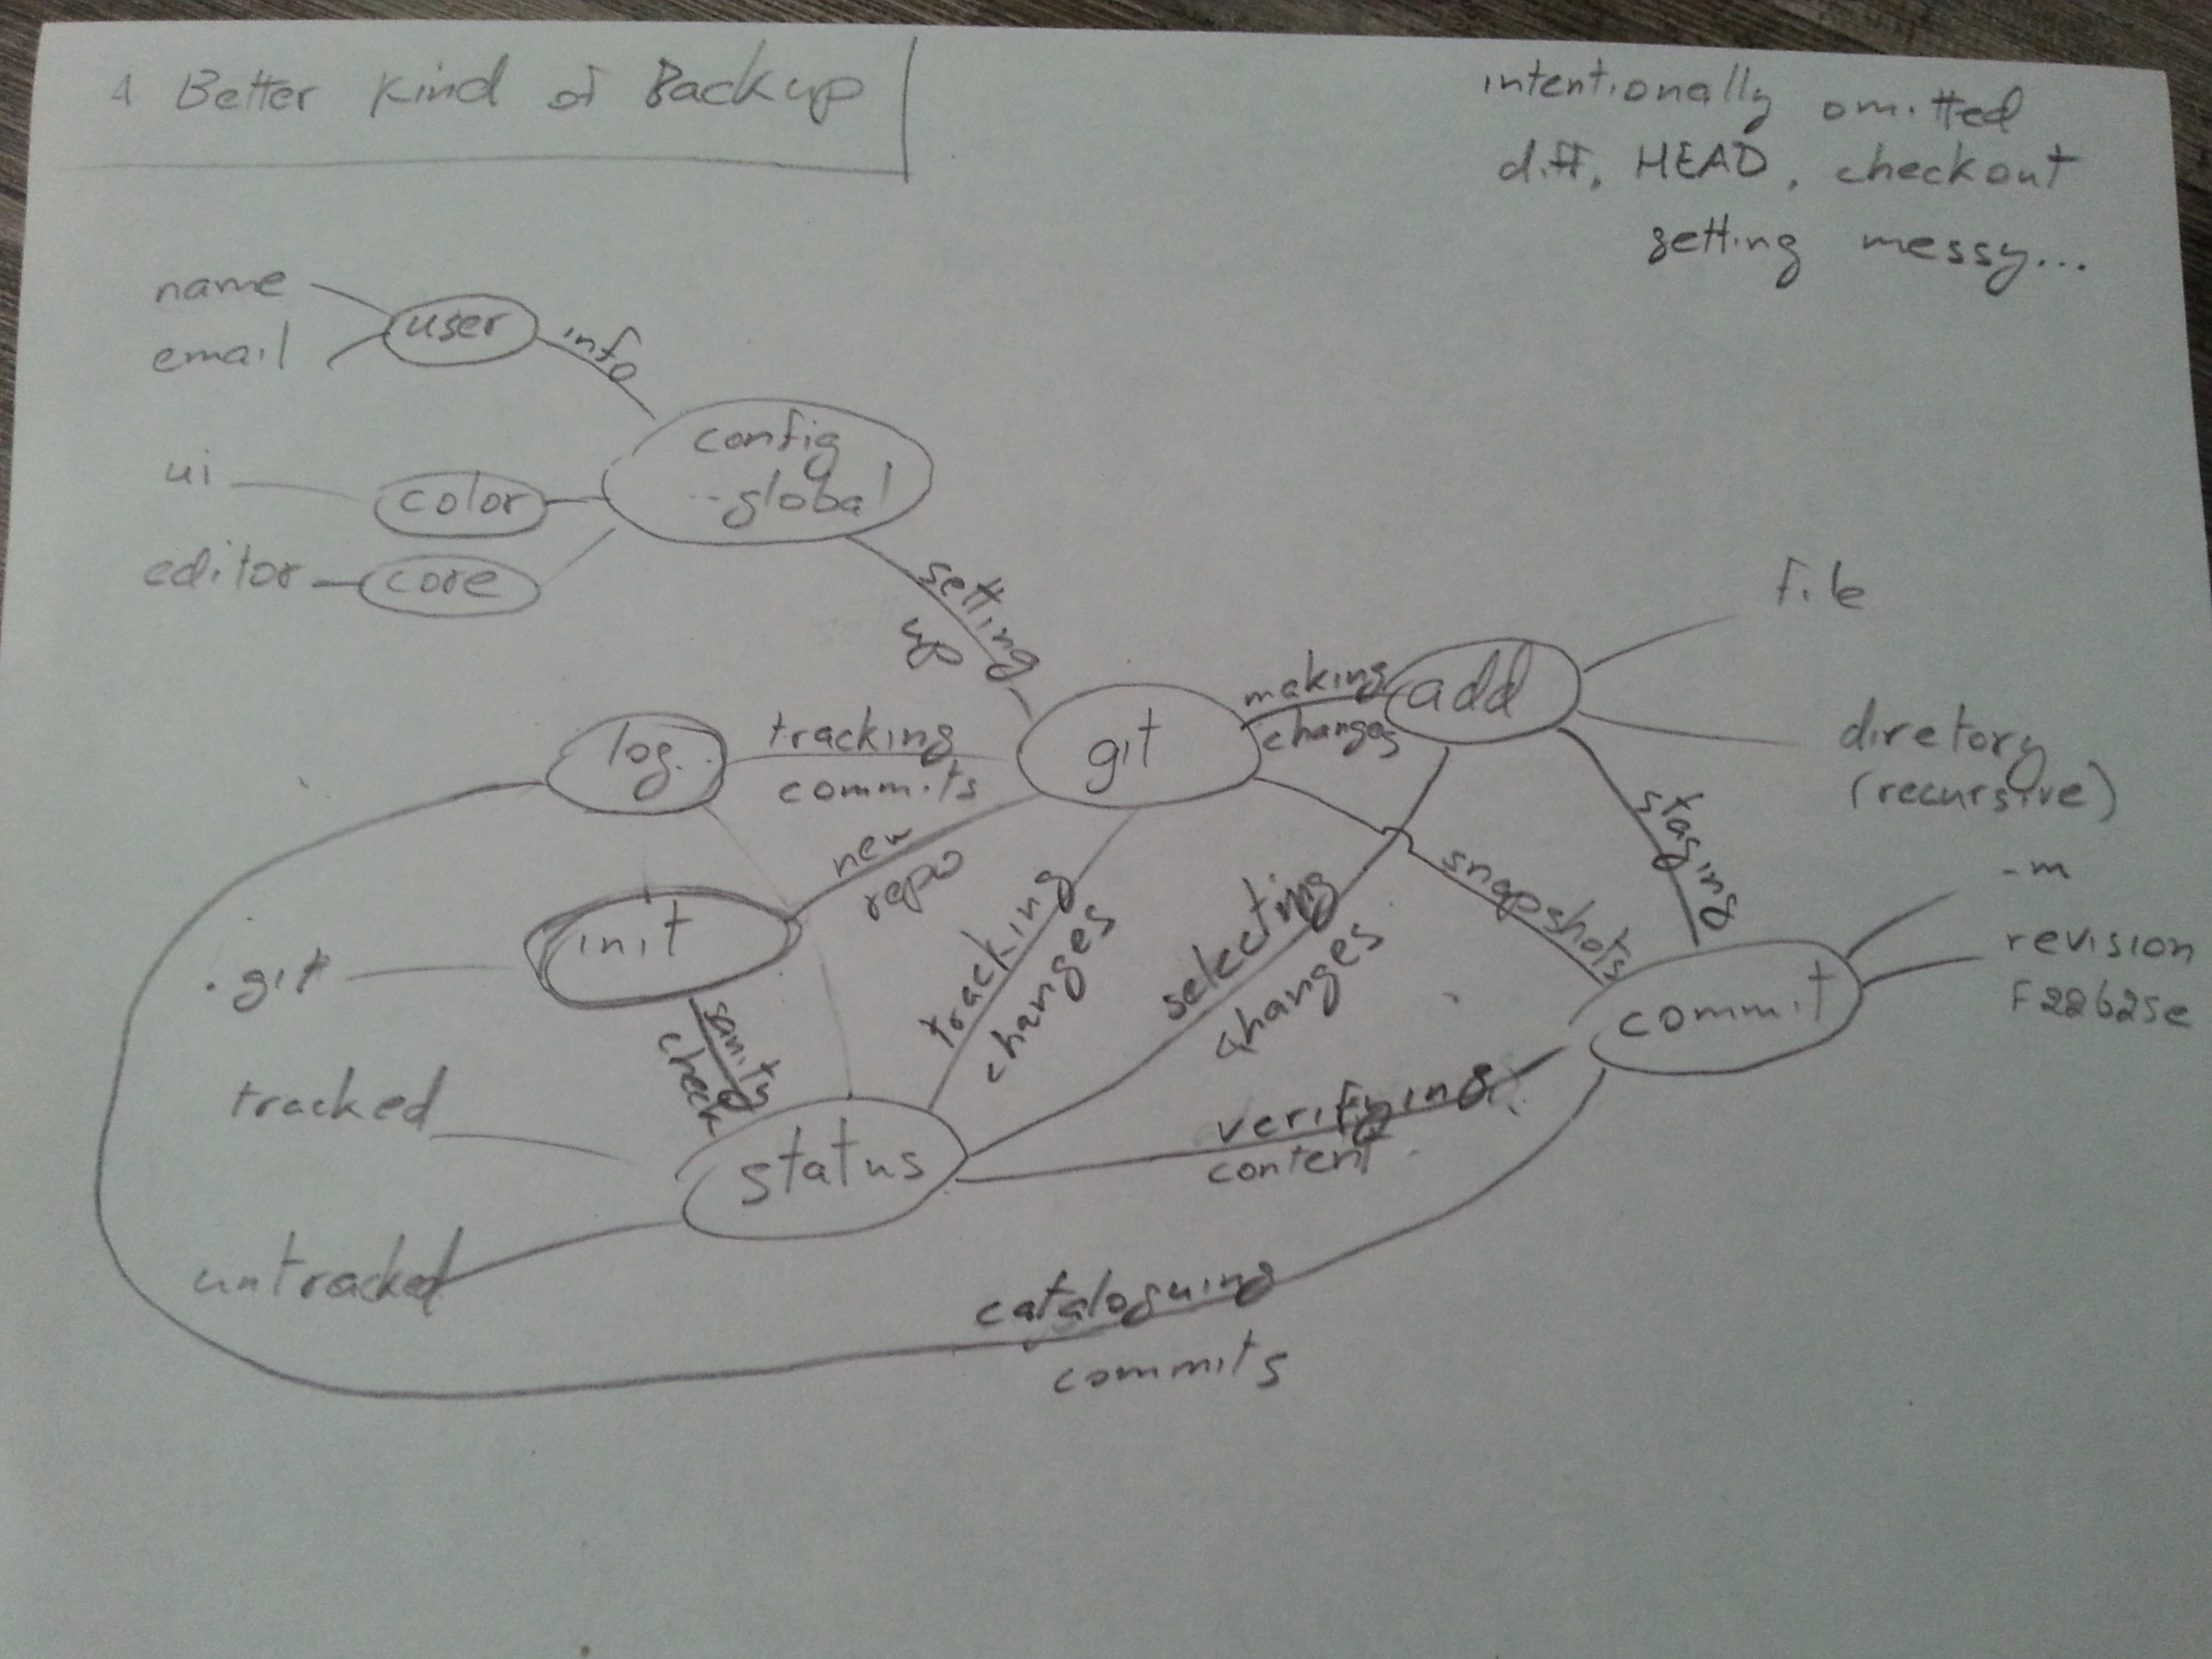 A Better Kind of Backup
intentionally omitted
diff, HEAD, checkout
getting messy...
name
email
user
info
config
--global
ui
color
editor
core
setting
up
file
making
changes
add
git
log
tracking
commits
diretory
(recursive)
staging
new
repo
snapshots
-m
revision
F22b25e
init
.git
tracking
changes
selecting
changes
commit
sanity
check
tracked
status
verifying
content
untracked
cataloguing
commits